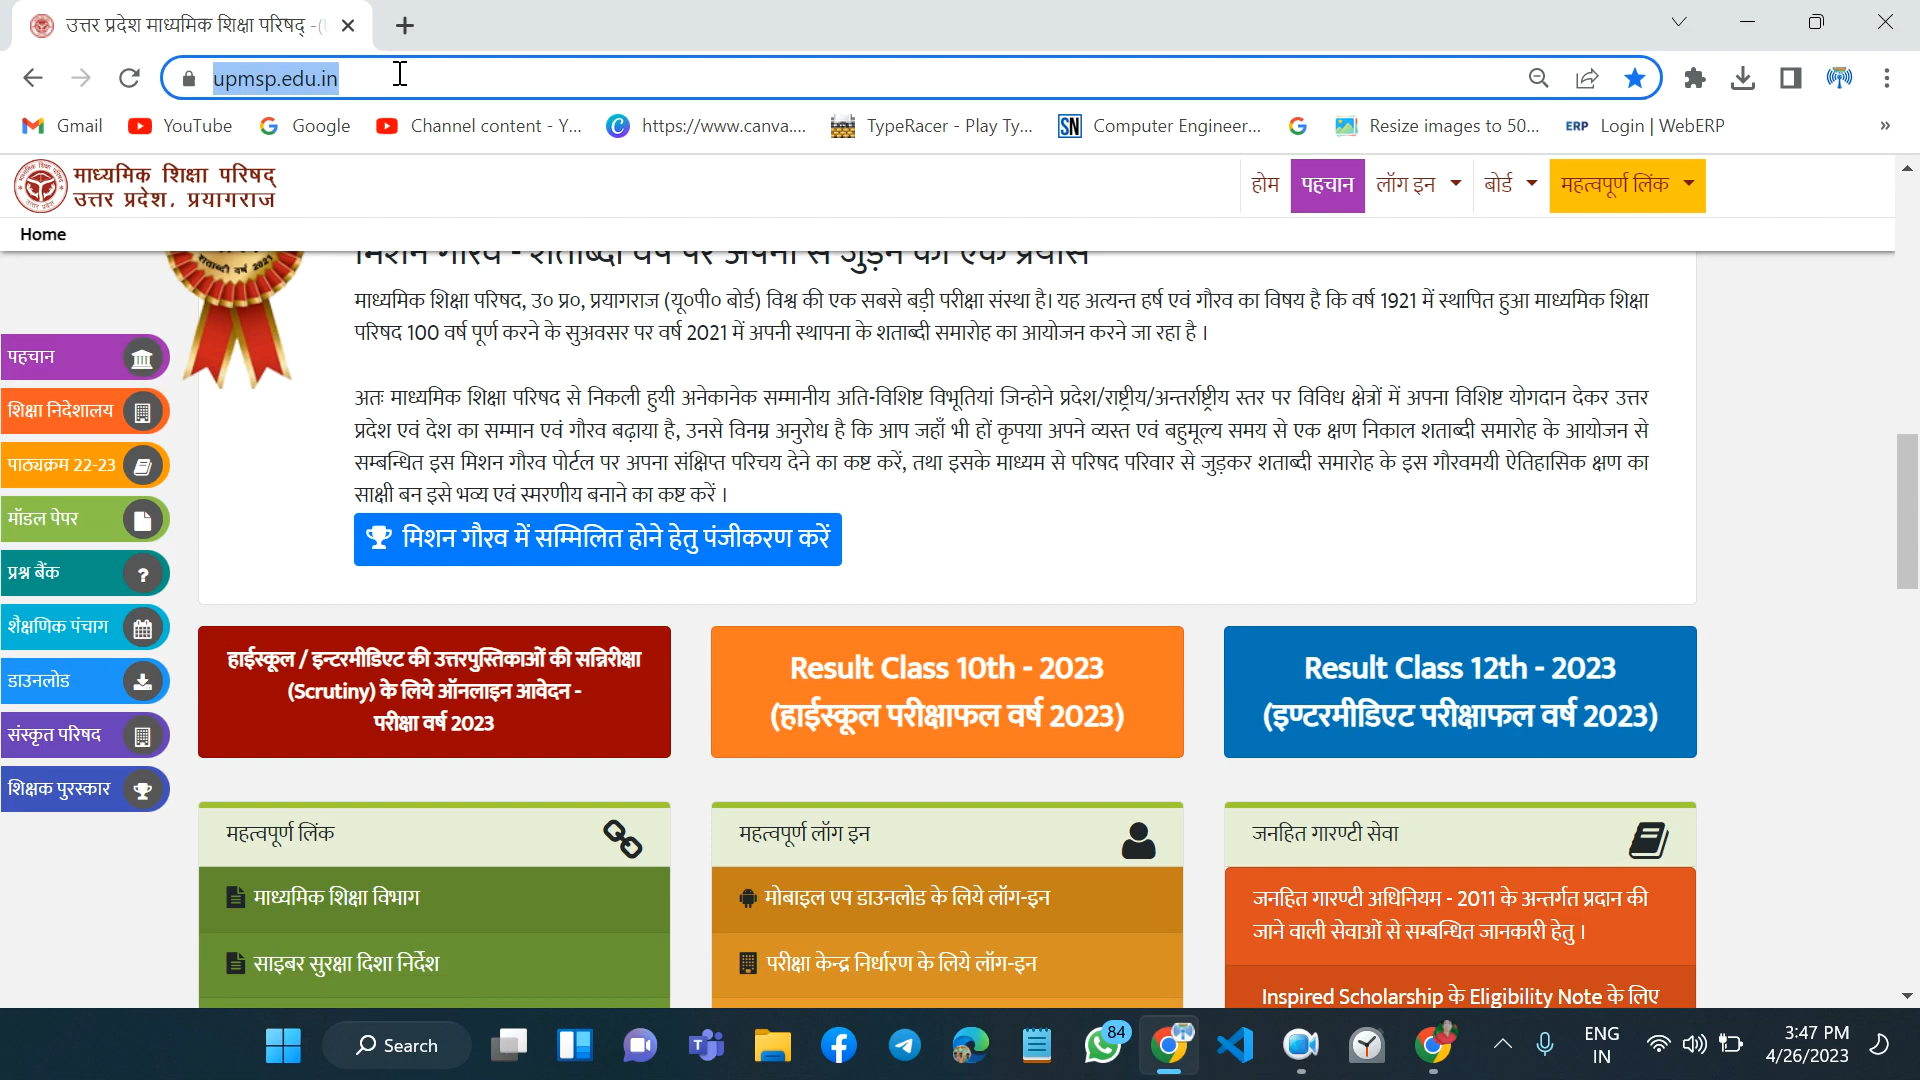 उत्तर प्रदेश माध्यमिक शिक्षा परिषद् -(
upmsp.edu.in
Gmail
YouTube
Google
Channel content - Y...
https://www.canva....
TypeRacer - Play Ty...
SN
Computer Engineer...
Resize images to 50...
ERP
Login | WebERP
»
माध्यमिक शिक्षा परिषद्
उत्तर प्रदेश, प्रयागराज
होम
पहचान
लॉग इन
बोर्ड
महत्वपूर्ण लिंक
Home
मिशन गौरव - शताब्दी वर्ष पर अपनों से जुड़ने का एक प्रयास
शताब्दी वर्ष 2021
माध्यमिक शिक्षा परिषद, उ० प्र०, प्रयागराज (यू०पी० बोर्ड) विश्व की एक सबसे बड़ी परीक्षा संस्था है। यह अत्यन्त हर्ष एवं गौरव का विषय है कि वर्ष 1921 में स्थापित हुआ माध्यमिक शिक्षा
परिषद 100 वर्ष पूर्ण करने के सुअवसर पर वर्ष 2021 में अपनी स्थापना के शताब्दी समारोह का आयोजन करने जा रहा है ।
अतः माध्यमिक शिक्षा परिषद से निकली हुयी अनेकानेक सम्मानीय अति-विशिष्ट विभूतियां जिन्होने प्रदेश/राष्ट्रीय/अन्तर्राष्ट्रीय स्तर पर विविध क्षेत्रों में अपना विशिष्ट योगदान देकर उत्तर
प्रदेश एवं देश का सम्मान एवं गौरव बढ़ाया है, उनसे विनम्र अनुरोध है कि आप जहाँ भी हों कृपया अपने व्यस्त एवं बहुमूल्य समय से एक क्षण निकाल शताब्दी समारोह के आयोजन से
सम्बन्धित इस मिशन गौरव पोर्टल पर अपना संक्षिप्त परिचय देने का कष्ट करें, तथा इसके माध्यम से परिषद परिवार से जुड़कर शताब्दी समारोह के इस गौरवमयी ऐतिहासिक क्षण का
साक्षी बन इसे भव्य एवं स्मरणीय बनाने का कष्ट करें ।
मिशन गौरव में सम्मिलित होने हेतु पंजीकरण करें
पहचान
शिक्षा निदेशालय
पाठ्यक्रम 22-23
मॉडल पेपर
प्रश्न बैंक
शैक्षणिक पंचाग
डाउनलोड
संस्कृत परिषद
शिक्षक पुरस्कार
हाईस्कूल / इन्टरमीडिएट की उत्तरपुस्तिकाओं की सन्निरीक्षा
(Scrutiny) के लिये ऑनलाइन आवेदन -
परीक्षा वर्ष 2023
Result Class 10th - 2023
(हाईस्कूल परीक्षाफल वर्ष 2023)
Result Class 12th - 2023
(इण्टरमीडिएट परीक्षाफल वर्ष 2023)
महत्वपूर्ण लिंक
माध्यमिक शिक्षा विभाग
साइबर सुरक्षा दिशा निर्देश
महत्वपूर्ण लॉग इन
मोबाइल एप डाउनलोड के लिये लॉग-इन
परीक्षा केन्द्र निर्धारण के लिये लॉग-इन
जनहित गारण्टी सेवा
जनहित गारण्टी अधिनियम - 2011 के अन्तर्गत प्रदान की
जाने वाली सेवाओं से सम्बन्धित जानकारी हेतु ।
Inspired Scholarship के Eligibility Note के लिए
Search
84
ENG
IN
3:47 PM
4/26/2023